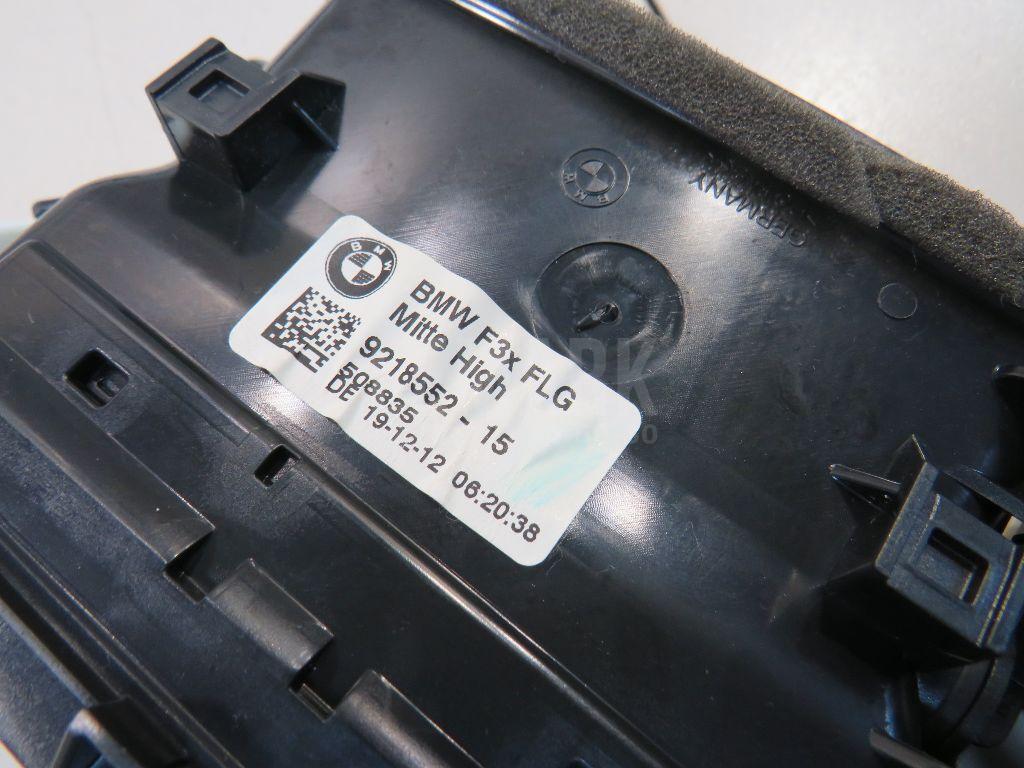 BMW
BMW F3x FLG
Mitte High
9218552 - 15
508835
DE 19-12-12 06:20:38
BMW
GERMANY